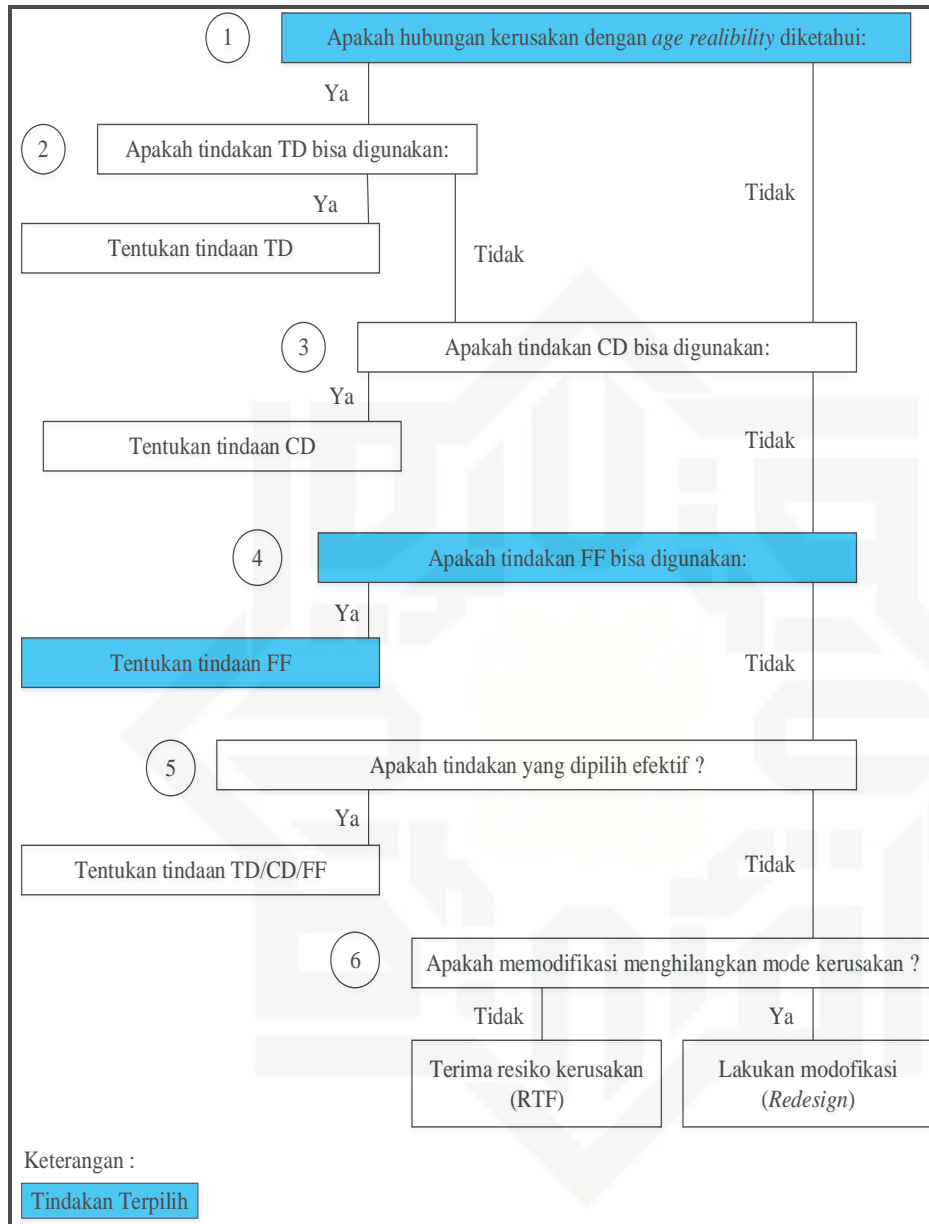 1
Apakah hubungan kerusakan dengan age realibility diketahui:
Ya
2
Apakah tindakan TD bisa digunakan:
Tidak
Ya
Tentukan tindaan TD
Tidak
3
Apakah tindakan CD bisa digunakan:
Ya
Tentukan tindaan CD
Tidak
4
Apakah tindakan FF bisa digunakan:
Ya
Tentukan tindaan FF
Tidak
5
Apakah tindakan yang dipilih efektif ?
Ya
Tentukan tindaan TD/CD/FF
Tidak
6
Apakah memodifikasi menghilangkan mode kerusakan ?
Tidak
Ya
Terima resiko kerusakan
(RTF)
Lakukan modofikasi
(Redesign)
Keterangan :
Tindakan Terpilih